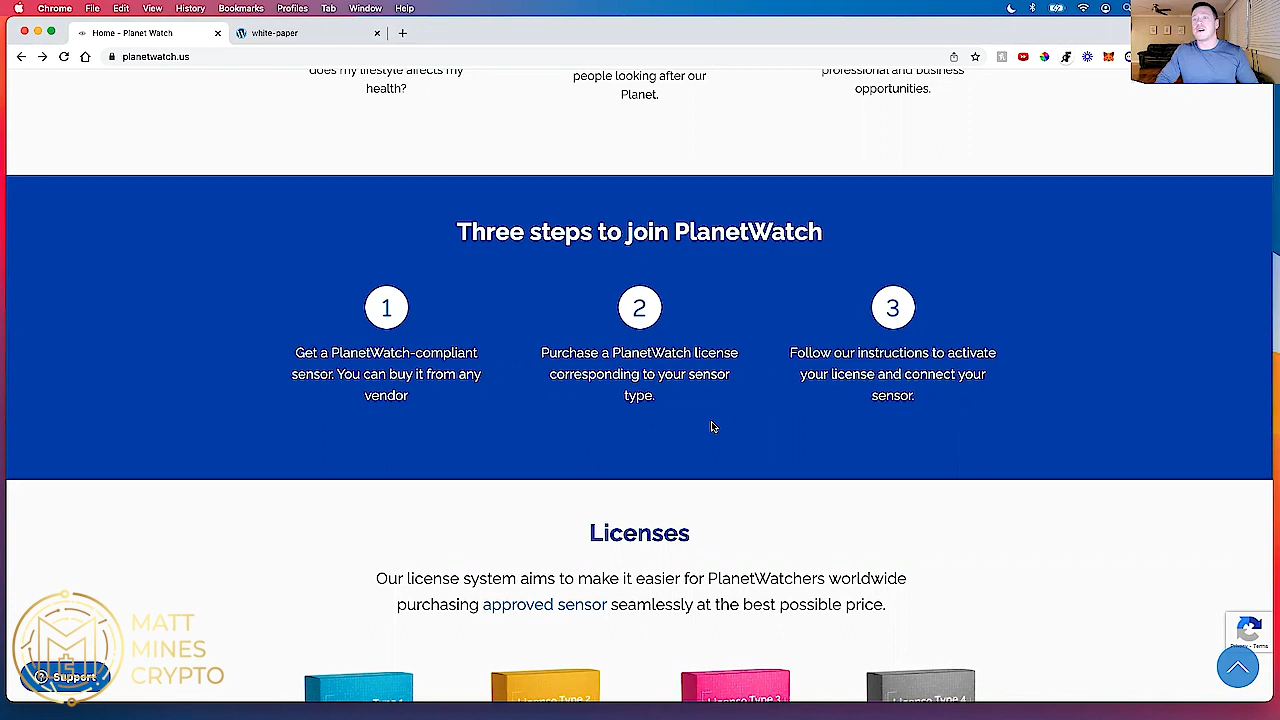 Chrome File Edit View History Bookmarks Profiles Tab Window Help
Home - Planet Watch
white-paper
planetwatch.us
does my lifestyle affect my
health?
people looking after our
Planet.
professional and business
opportunities.
Three steps to join PlanetWatch
1
Get a PlanetWatch-compliant
sensor. You can buy it from any
vendor
2
Purchase a PlanetWatch license
corresponding to your sensor
type.
3
Follow our instructions to activate
your license and connect your
sensor.
Licenses
Our license system aims to make it easier for PlanetWatchers worldwide
purchasing approved sensor seamlessly at the best possible price.
License Type 2
License Type 3
License Type 4
MATT
MINES
CRYPTO
Support
Privacy - Terms